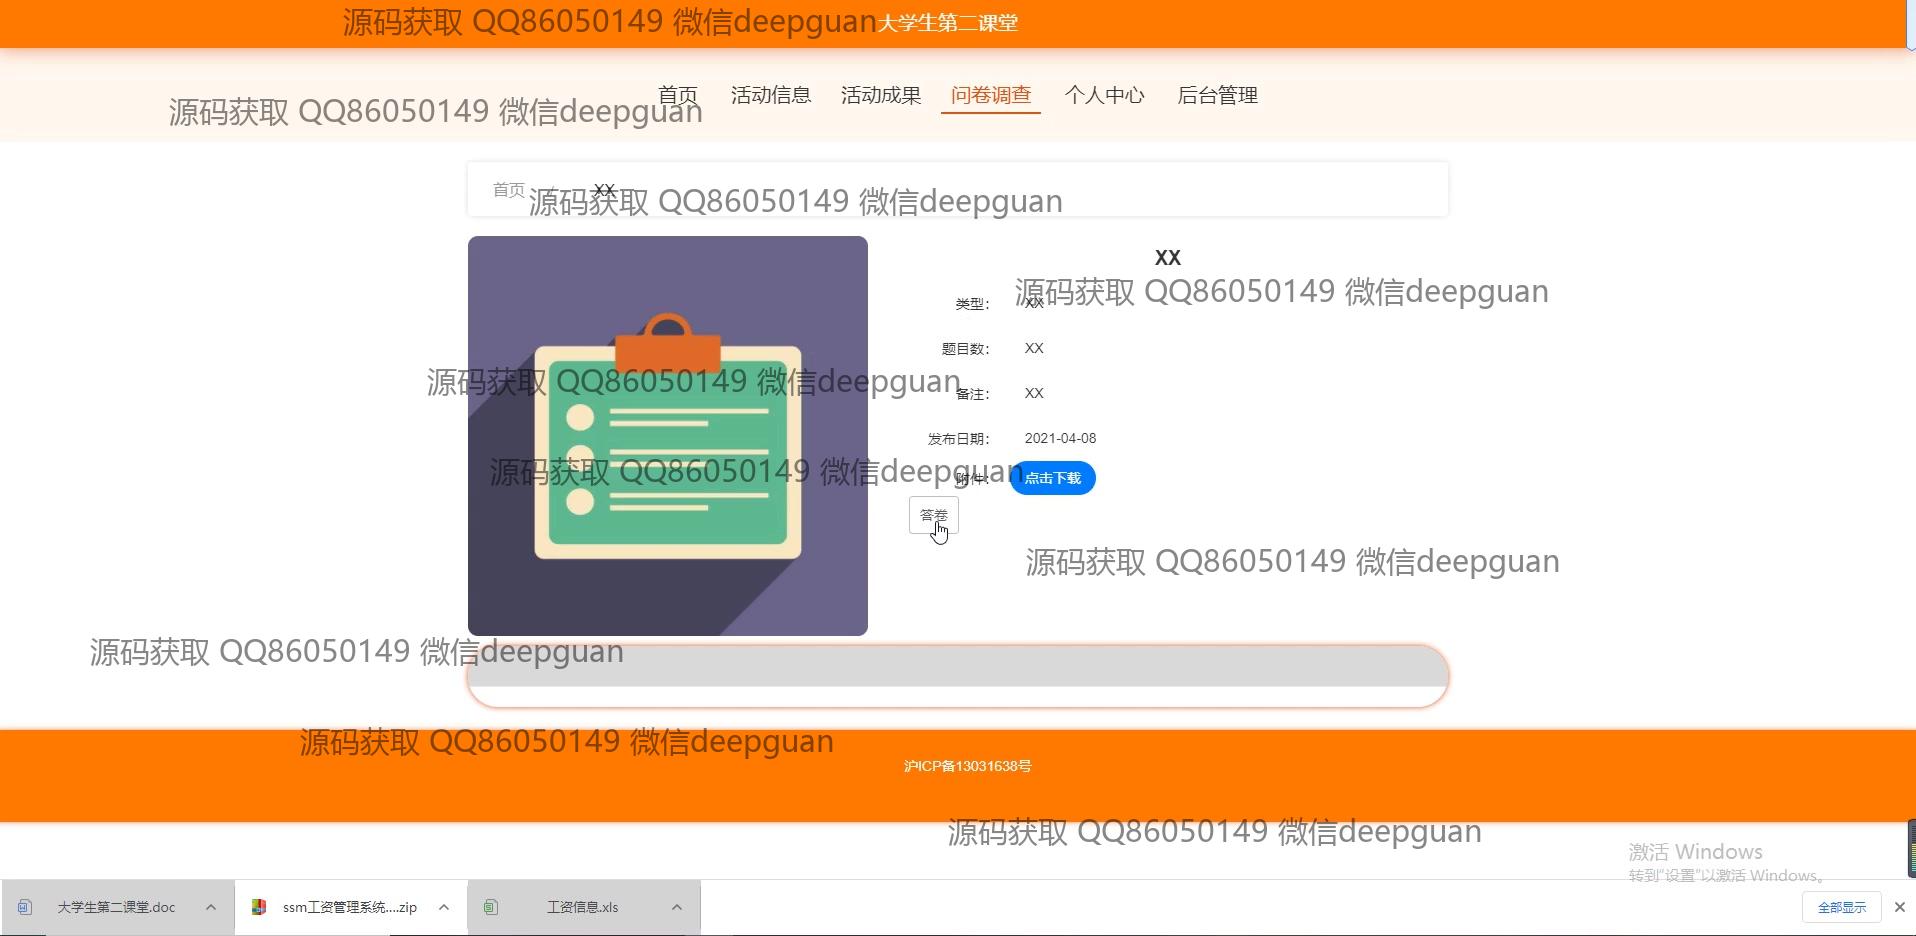 源码获取 QQ86050149 微信deepguan
大学生第二课堂
首页 活动信息 活动成果 问卷调查 个人中心 后台管理
源码获取 QQ86050149 微信deepguan
首页 / XX
源码获取 QQ86050149 微信deepguan
XX
源码获取 QQ86050149 微信deepguan
类型： XX
题目数： XX
源码获取 QQ86050149 微信deepguan
备注： XX
发布日期： 2021-04-08
源码获取 QQ86050149 微信deepguan
附件： 点击下载
答卷
源码获取 QQ86050149 微信deepguan
源码获取 QQ86050149 微信deepguan
源码获取 QQ86050149 微信deepguan
沪ICP备13031638号
源码获取 QQ86050149 微信deepguan
激活 Windows
转到"设置"以激活 Windows。
大学生第二课堂.doc ssm工资管理系统....zip 工资信息.xls 全部显示